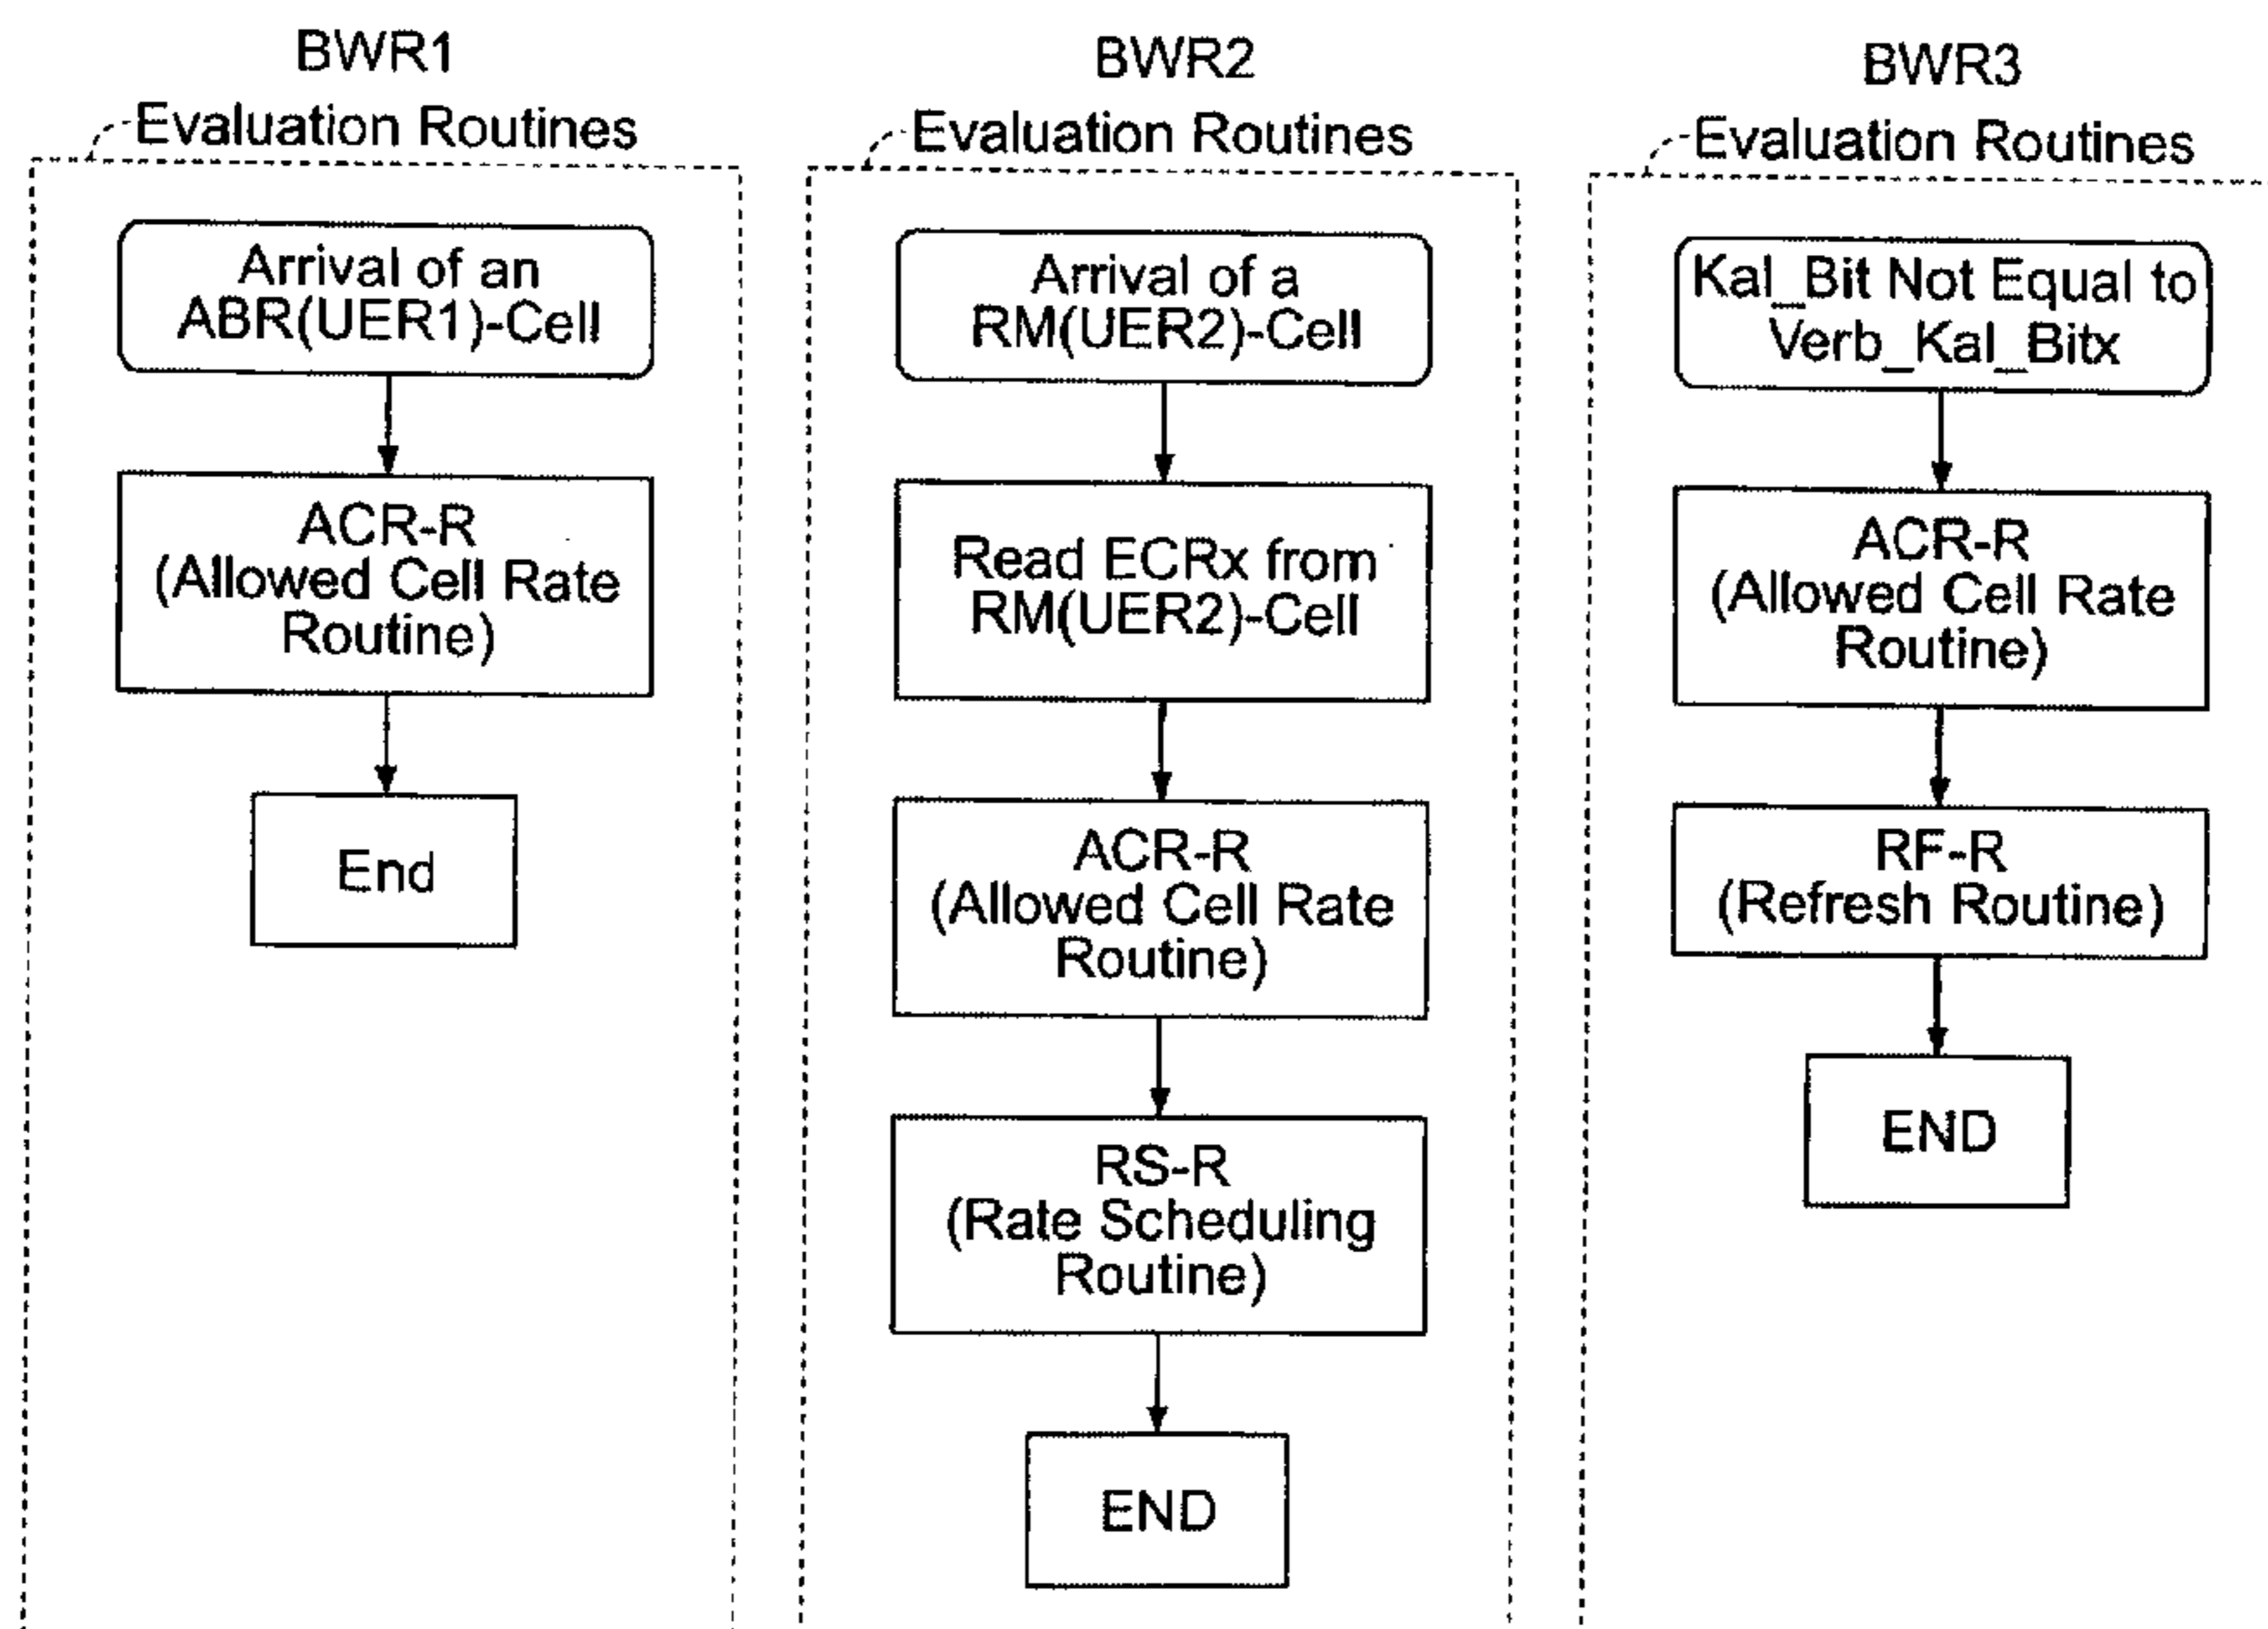 BWR1
Evaluation Routines
Arrival of an
ABR(UER1)-Cell
ACR-R
(Allowed Cell Rate
Routine)
End
BWR2
Evaluation Routines
Arrival of a
RM(UER2)-Cell
Read ECRx from
RM(UER2)-Cell
ACR-R
(Allowed Cell Rate
Routine)
RS-R
(Rate Scheduling
Routine)
END
BWR3
Evaluation Routines
Kal_Bit Not Equal to
Verb_Kal_Bitx
ACR-R
(Allowed Cell Rate
Routine)
RF-R
(Refresh Routine)
END